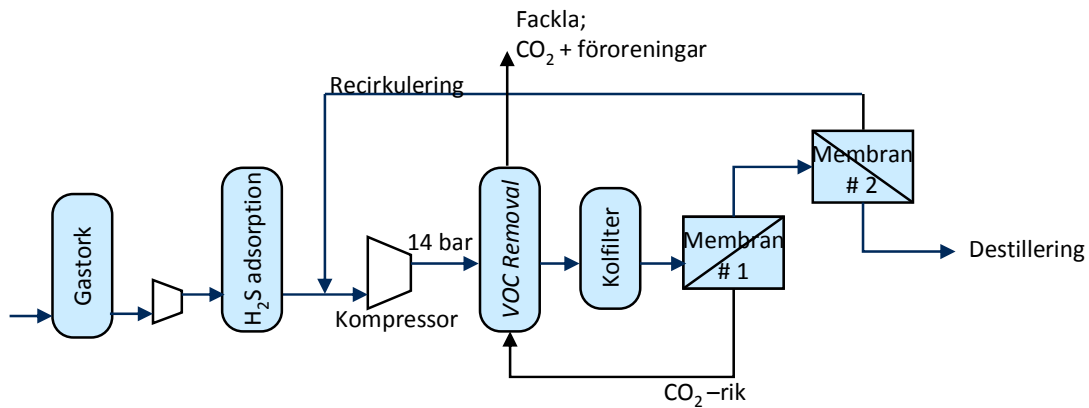 Fackla;
CO₂ + föroreningar
Recirkulering
Membran
# 2
Gastork
H₂S adsorption
14 bar
Kompressor
VOC Removal
Kolfilter
Membran
# 1
Destillering
CO₂ –rik